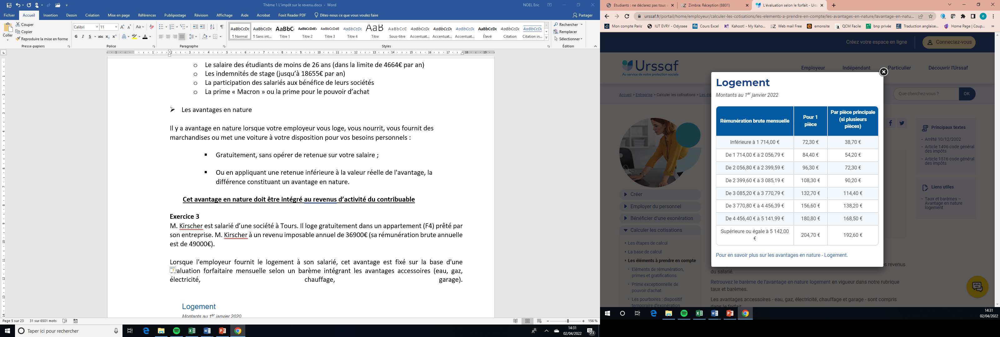 Thème 1 L'impôt sur le revenu.docx - Word
NOEL Eric
Fichier Accueil Insertion Dessin Création Mise en page Références Publipostage Révision Affichage Aide Acrobat Foxit Reader PDF Dites-nous ce que vous voulez faire Partager
Coller
Couper
Copier
Reproduire la mise en forme
Presse-papiers
Calibri 11
Police
Paragraphe
¶ Normal ¶ Sans int... Titre 1 Titre 2 Titre 3 Titre 4 Titre Sous-titre Accentuat... Accentuat... Accentuat... Élevé Citation Citation in...
Styles
Rechercher
Remplacer
Sélectionner
Édition
o Le salaire des étudiants de moins de 26 ans (dans la limite de 4664€ par an)
o Les indemnités de stage (jusqu’à 18655€ par an)
o La participation des salariés aux bénéfice de leurs sociétés
o La prime « Macron » ou la prime pour le pouvoir d’achat
➢ Les avantages en nature
Il y a avantage en nature lorsque votre employeur vous loge, vous nourrit, vous fournit des
marchandises ou met une voiture à votre disposition pour vos besoins personnels :
▪ Gratuitement, sans opérer de retenue sur votre salaire ;
▪ Ou en appliquant une retenue inférieure à la valeur réelle de l'avantage, la
différence constituant un avantage en nature.
Cet avantage en nature doit être intégré au revenus d’activité du contribuable
Exercice 3
M. Kirscher est salarié d’une société à Tours. Il loge gratuitement dans un appartement (F4) prêté par
son entreprise. M. Kirscher à un revenu imposable annuel de 36900€ (sa rémunération brute annuelle
est de 49000€).
Lorsque l'employeur fournit le logement à son salarié, cet avantage est fixé sur la base d'une
évaluation forfaitaire mensuelle selon un barème intégrant les avantages accessoires (eau, gaz,
électricité, chauffage, garage).
Logement
Montants au 1er janvier 2020
Page 5 sur 23 31 sur 6501 mots
156 %
Taper ici pour rechercher
14:31
02/04/2022
23
Etudiants : ne déclarez pas tous
Zimbra: Réception (8801)
L'évaluation selon le forfait - Urs
urssaf.fr/portail/home/employeur/calculer-les-cotisations/les-elements-a-prendre-en-compte/les-avantages-en-nature/lavantage-en-natu...
Mon compte Paris IUT EVRY - Odyssee Cours Excel Kahoot! - My Kaho... Web mail Free emonsite QCM Facile bnp privée Traduction anglaise... Home Page | Coup... »
Créez votre espace en ligne
Connectez-vous
Urssaf
Au service de notre protection sociale
Employeur Indépendant Particulier Découvrir l'Urssaf
Accueil > Entreprise > Calculer les cotisations > Les élé
Que cherchez-vous ? OK
Logement
Montants au 1er janvier 2022
Rémunération brute mensuelle Pour 1 pièce Par pièce principale (si plusieurs pièces)
Inférieure à 1 714,00 € 72,30 € 38,70 €
De 1 714,00 € à 2 056,79 € 84,40 € 54,20 €
De 2 056,80 € à 2 399,59 € 96,30 € 72,30 €
De 2 399,60 € à 3 085,19 € 108,30 € 90,20 €
De 3 085,20 € à 3 770,79 € 132,70 € 114,40 €
De 3 770,80 € à 4 456,39 € 156,60 € 138,20 €
De 4 456,40 € à 5 141,99 € 180,80 € 168,50 €
Supérieure ou égale à 5 142,00 € 204,70 € 192,60 €
Pour en savoir plus sur les avantages en nature - Logement.
Principaux textes
- Arrêté 10/12/2002
- Article 1496 code général
des impôts
- Article 1516 code général
des impôts
Liens utiles
- Taux et barèmes –
Avantage en nature
logement
Créer
Employer du personnel
Bénéficier d'une exonération
Calculer les cotisations
Les étapes de calcul
La base de calcul
Les éléments à prendre en compte
Eléments de rémunération,
primes et gratifications
Prime exceptionnelle de
pouvoir d'achat
Les pourboires : dispositif
temporaire d'exonération
es revenus
du salarié.
Retrouvez le barème de l'avantage en nature logement en vigueur dans notre rubrique
taux et barèmes.
Les avantages accessoires - eau, gaz, électricité, chauffage et garage - sont compris
dans le forfait.
14:31
02/04/2022